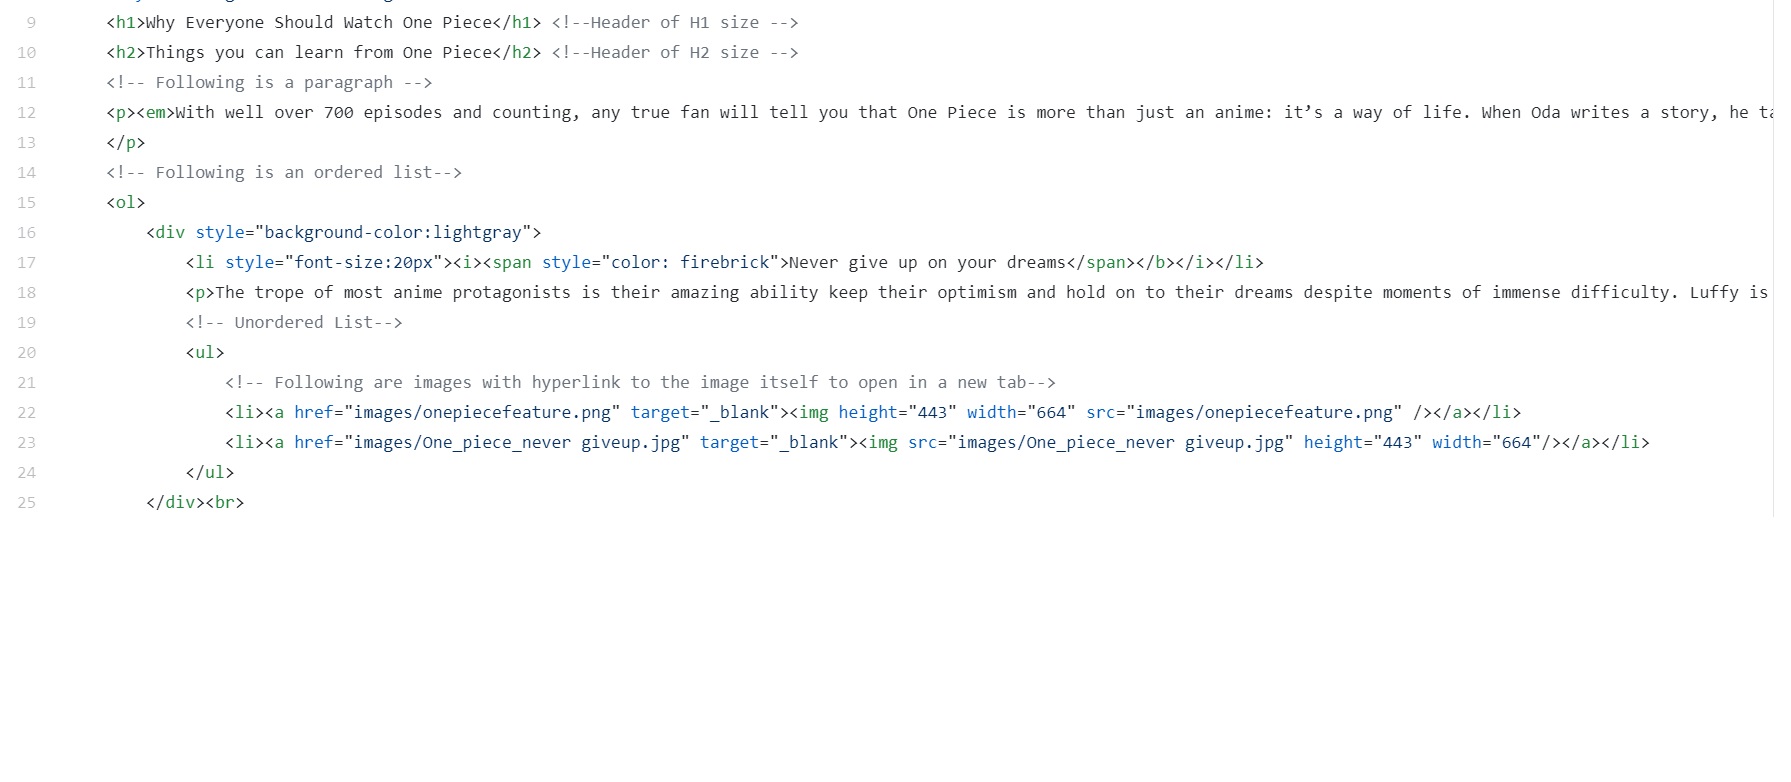 9 <h1>Why Everyone Should Watch One Piece</h1> <!--Header of H1 size -->
10 <h2>Things you can learn from One Piece</h2> <!--Header of H2 size -->
11 <!-- Following is a paragraph -->
12 <p><em>With well over 700 episodes and counting, any true fan will tell you that One Piece is more than just an anime: it’s a way of life. When Oda writes a story, he
13 </p>
14 <!-- Following is an ordered list-->
15 <ol>
16 <div style="background-color:lightgray">
17 <li style="font-size:20px"><i><span style="color: firebrick">Never give up on your dreams</span></b></i></li>
18 <p>The trope of most anime protagonists is their amazing ability keep their optimism and hold on to their dreams despite moments of immense difficulty. Luffy is
19 <!-- Unordered List-->
20 <ul>
21 <!-- Following are images with hyperlink to the image itself to open in a new tab-->
22 <li><a href="images/onepiecefeature.png" target="_blank"><img height="443" width="664" src="images/onepiecefeature.png" /></a></li>
23 <li><a href="images/One_piece_never giveup.jpg" target="_blank"><img src="images/One_piece_never giveup.jpg" height="443" width="664"/></a></li>
24 </ul>
25 </div><br>